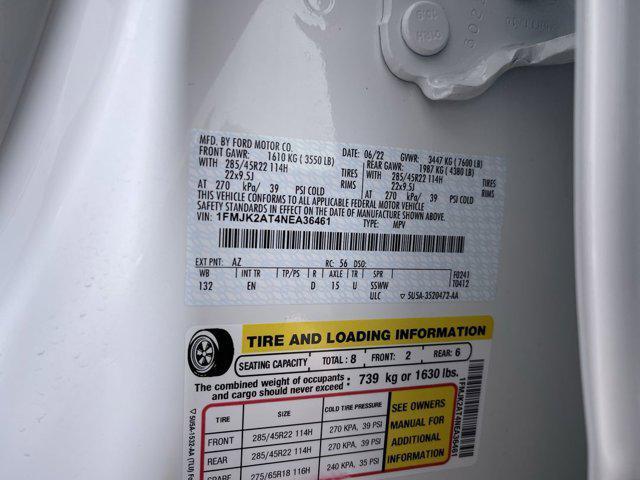 MFD. BY FORD MOTOR CO.
DATE: 06/22 GVWR: 3447 KG (7600 LB)
FRONT GAWR: 1610 KG (3550 LB) REAR GAWR: 1987 KG (4380 LB)
WITH 285/45R22 114H TIRES WITH 285/45R22 114H TIRES
22x9.5J RIMS 22x9.5J RIMS
AT 270 kPa/ 39 PSI COLD AT 270 kPa/ 39 PSI COLD
THIS VEHICLE CONFORMS TO ALL APPLICABLE FEDERAL MOTOR VEHICLE
SAFETY STANDARDS IN EFFECT ON THE DATE OF MANUFACTURE SHOWN ABOVE.
VIN: 1FMJK2AT4NEA36461 TYPE: MPV
EXT PNT: AZ RC: 56 DSO:
WB INT TR TP/PS R AXLE TR SPR F0241
132 EN D 15 U SSWW T0412
ULC ▽ 5U5A-3520472-AA
TIRE AND LOADING INFORMATION
SEATING CAPACITY TOTAL: 8 FRONT: 2 REAR: 6
The combined weight of occupants
and cargo should never exceed: 739 kg or 1630 lbs.
TIRE SIZE COLD TIRE PRESSURE
FRONT 285/45R22 114H 270 KPA, 39 PSI
REAR 285/45R22 114H 270 KPA, 39 PSI
SPARE 275/65R18 116H 240 KPA, 35 PSI
SEE OWNERS
MANUAL FOR
ADDITIONAL
INFORMATION
1FMJK2AT4NEA36461
▽ 5U5A-1532-AA (TLU)